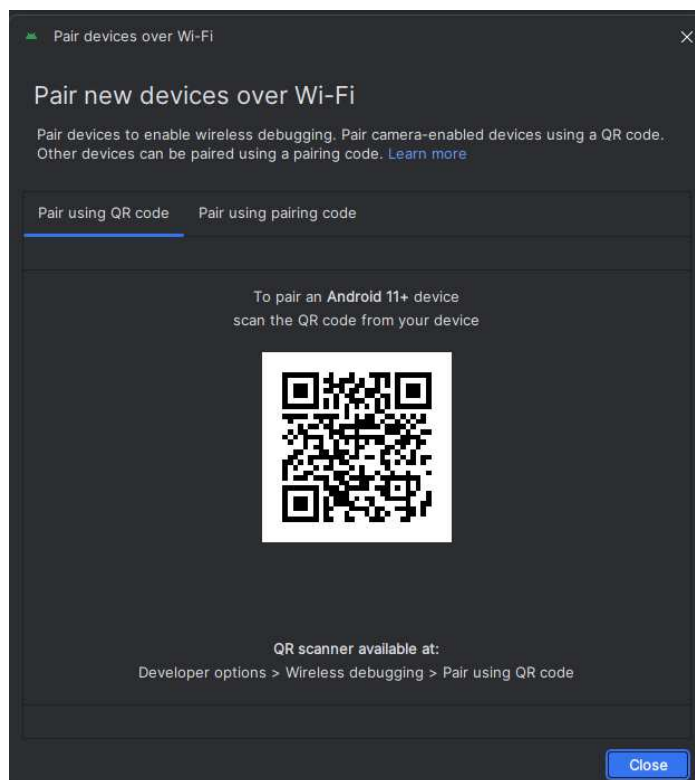 Pair devices over Wi-Fi
Pair new devices over Wi-Fi
Pair devices to enable wireless debugging. Pair camera-enabled devices using a QR code.
Other devices can be paired using a pairing code. Learn more
Pair using QR code Pair using pairing code
To pair an Android 11+ device
scan the QR code from your device
QR scanner available at:
Developer options > Wireless debugging > Pair using QR code
Close